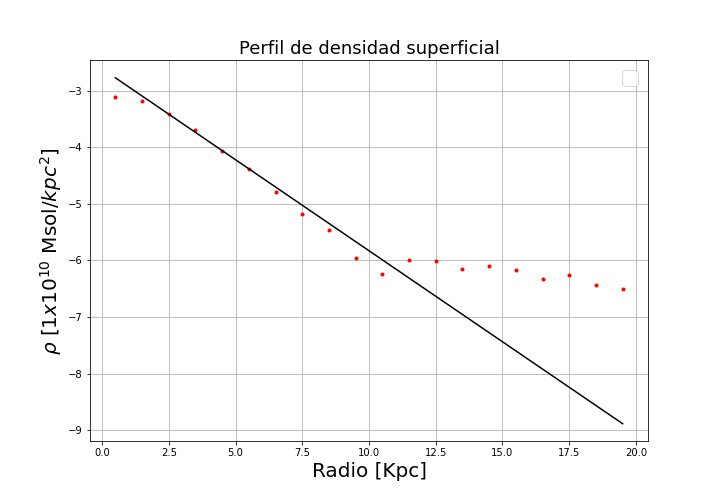 Perfil de densidad superficial
ρ [1x10¹⁰ Msol/kpc²]
−3
−4
−5
−6
−7
−8
−9
0.0 2.5 5.0 7.5 10.0 12.5 15.0 17.5 20.0
Radio [Kpc]